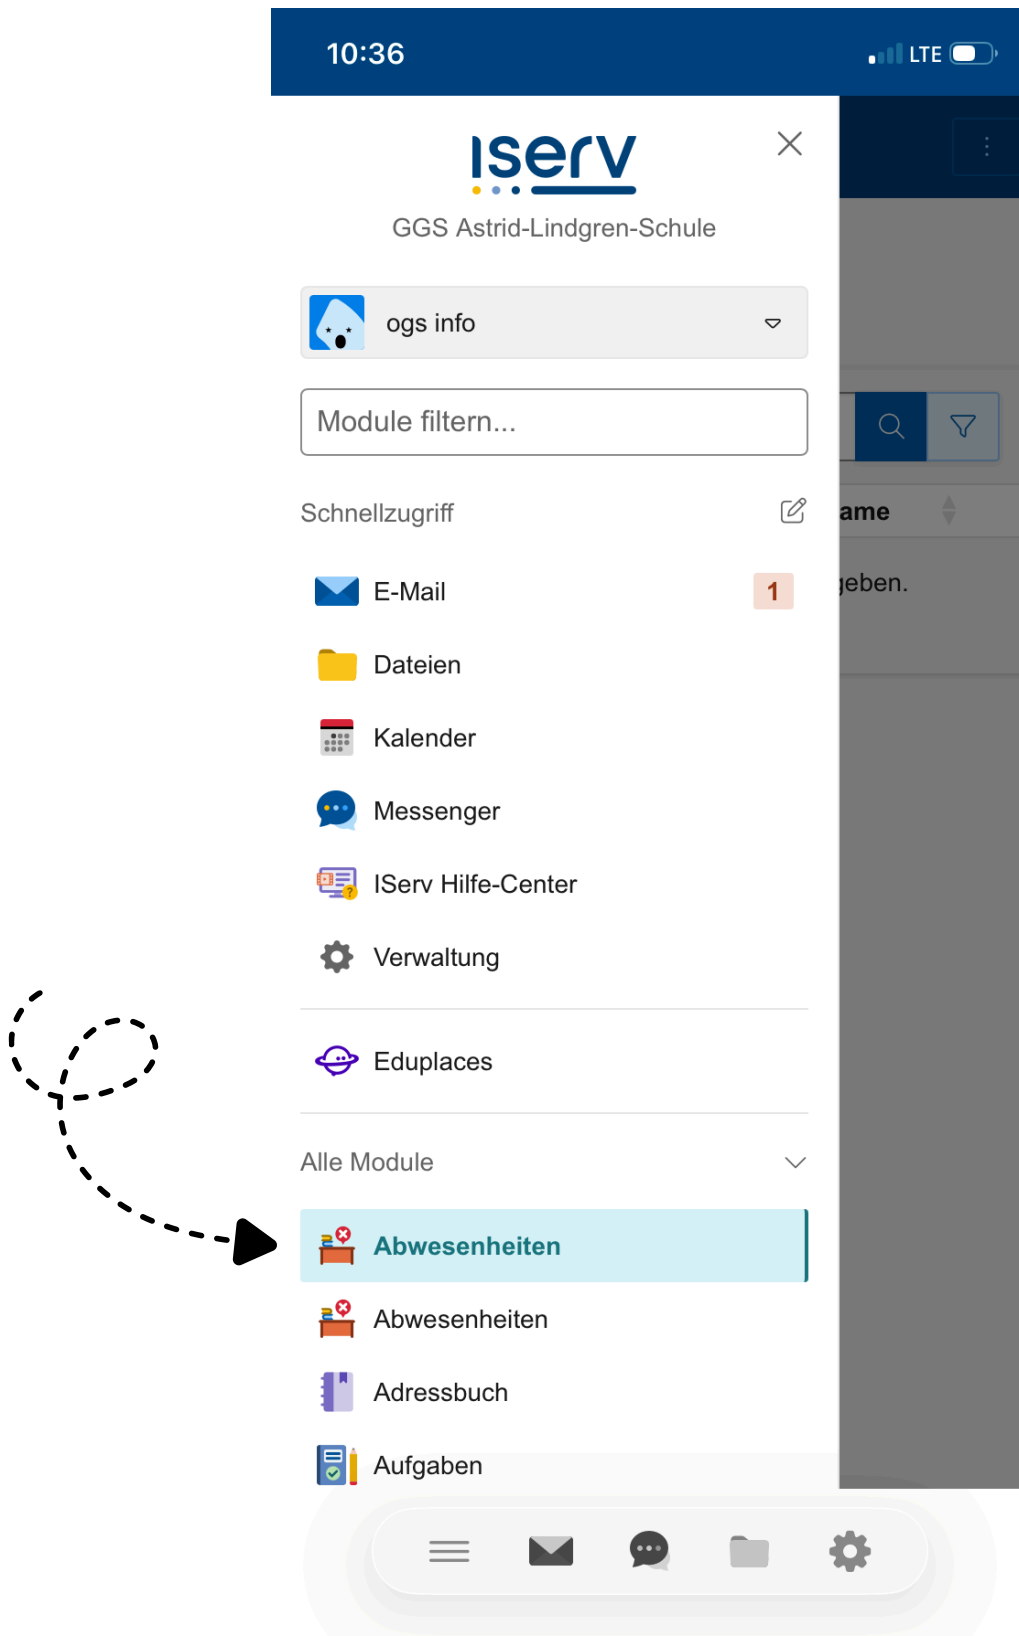 10:36
LTE
ıserv
GGS Astrid-Lindgren-Schule
ogs info
Module filtern...
Schnellzugriff
ame
E-Mail
1
geben.
Dateien
Kalender
Messenger
IServ Hilfe-Center
?
Verwaltung
Eduplaces
Alle Module
Abwesenheiten
Abwesenheiten
Adressbuch
Aufgaben